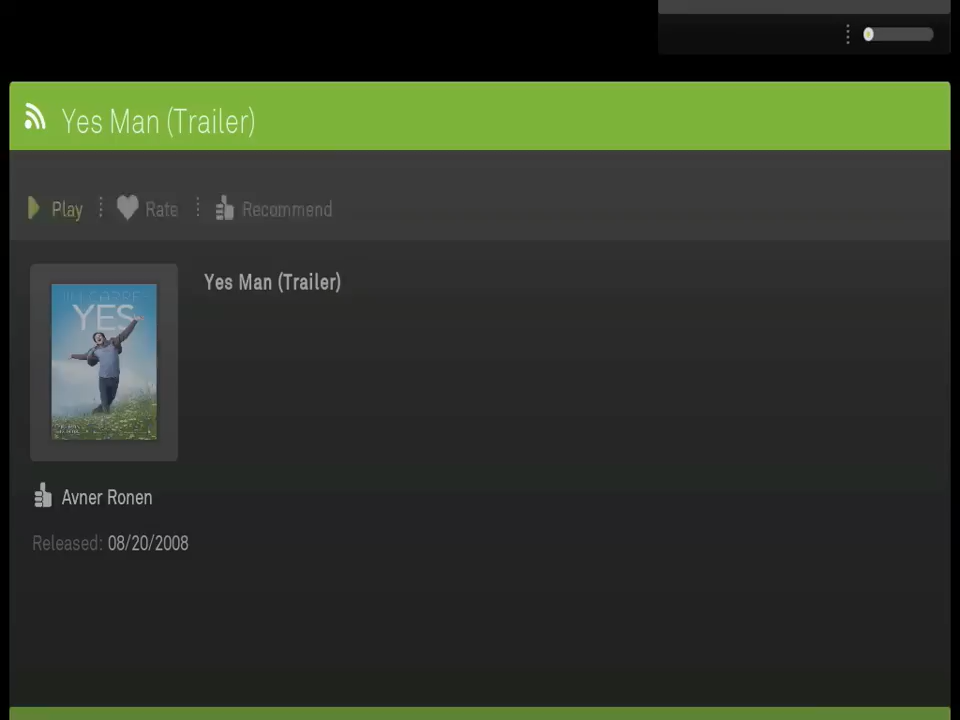 Yes Man (Trailer)
Play
Rate
Recommend
Yes Man (Trailer)
YES
Avner Ronen
Released: 08/20/2008